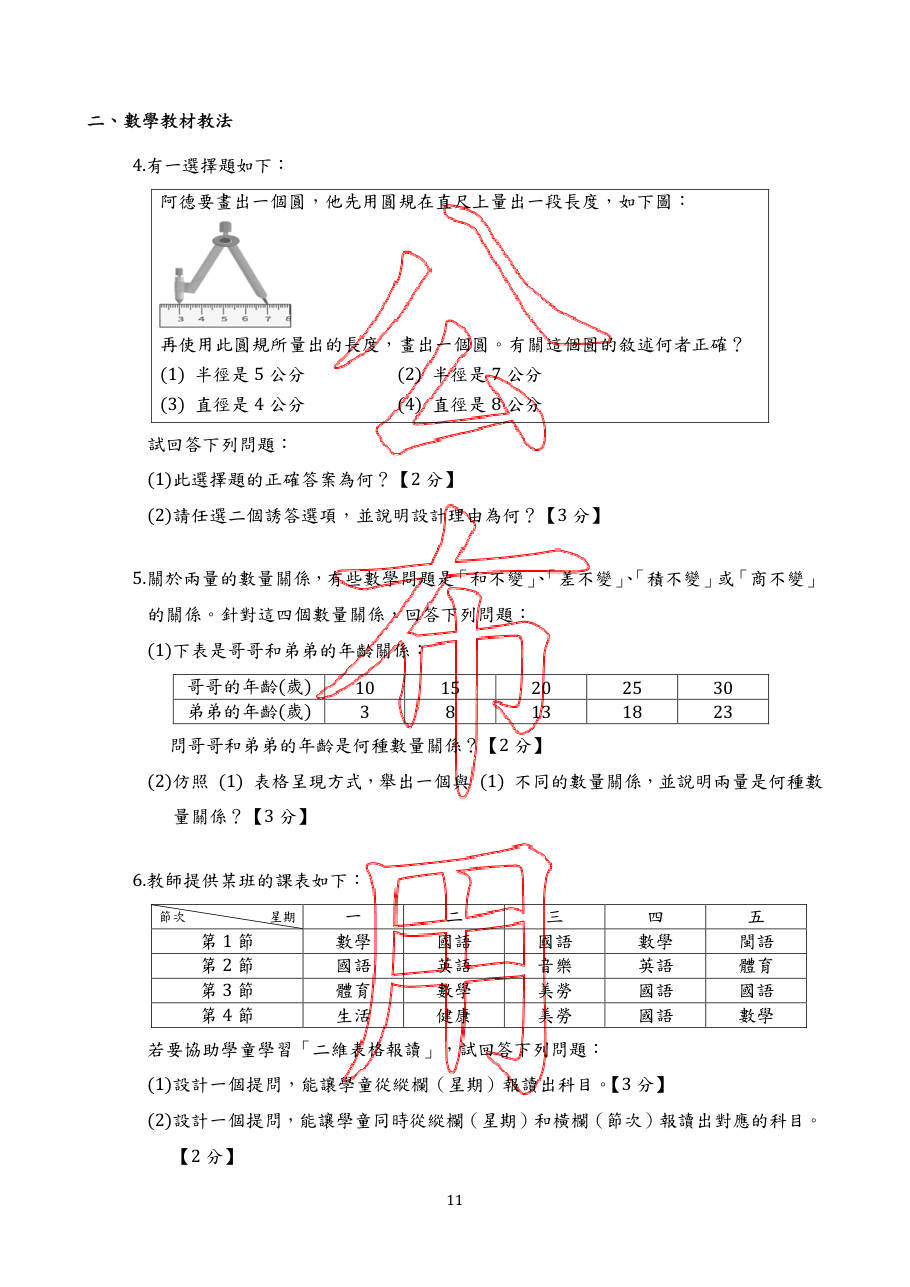 二、數學教材教法
4.有一選擇題如下：
阿德要畫出一個圓，他先用圓規在直尺上量出一段長度，如下圖：
3 4 5 6 7 8
再使用此圓規所量出的長度，畫出一個圓。有關這個圓的敘述何者正確？
(1) 半徑是 5 公分 (2) 半徑是 7 公分
(3) 直徑是 4 公分 (4) 直徑是 8 公分
試回答下列問題：
(1)此選擇題的正確答案為何？【2 分】
(2)請任選二個誘答選項，並說明設計理由為何？【3 分】
5.關於兩量的數量關係，有些數學問題是「和不變」、「差不變」、「積不變」或「商不變」
的關係。針對這四個數量關係，回答下列問題：
(1)下表是哥哥和弟弟的年齡關係：
哥哥的年齡(歲) 10 15 20 25 30
弟弟的年齡(歲) 3 8 13 18 23
問哥哥和弟弟的年齡是何種數量關係？【2 分】
(2)仿照 (1) 表格呈現方式，舉出一個與 (1) 不同的數量關係，並說明兩量是何種數
量關係？【3 分】
6.教師提供某班的課表如下：
節次 星期 一 二 三 四 五
第 1 節 數學 國語 國語 數學 閩語
第 2 節 國語 英語 音樂 英語 體育
第 3 節 體育 數學 美勞 國語 國語
第 4 節 生活 健康 美勞 國語 數學
若要協助學童學習「二維表格報讀」，試回答下列問題：
(1)設計一個提問，能讓學童從縱欄（星期）報讀出科目。【3 分】
(2)設計一個提問，能讓學童同時從縱欄（星期）和橫欄（節次）報讀出對應的科目。
【2 分】
11
公布用